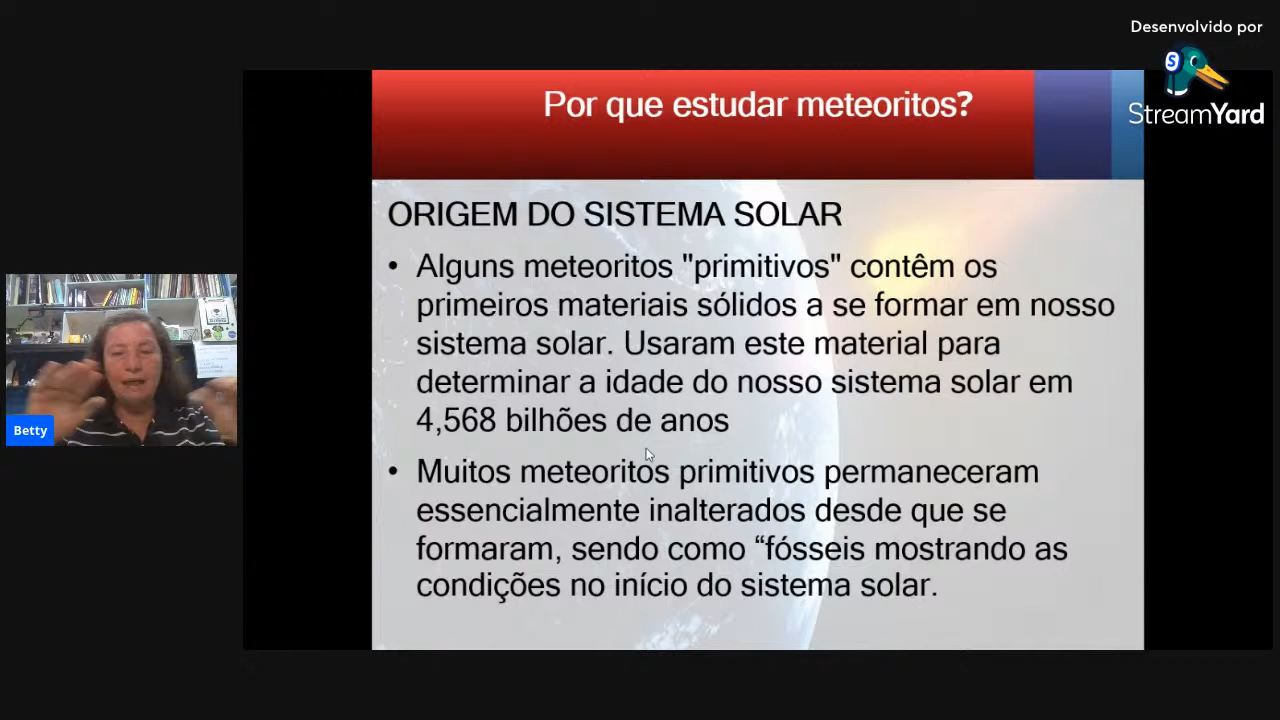 Desenvolvido por
StreamYard
Por que estudar meteoritos?
ORIGEM DO SISTEMA SOLAR
• Alguns meteoritos "primitivos" contêm os
primeiros materiais sólidos a se formar em nosso
sistema solar. Usaram este material para
determinar a idade do nosso sistema solar em
4,568 bilhões de anos
• Muitos meteoritos primitivos permaneceram
essencialmente inalterados desde que se
formaram, sendo como “fósseis mostrando as
condições no início do sistema solar.
Betty